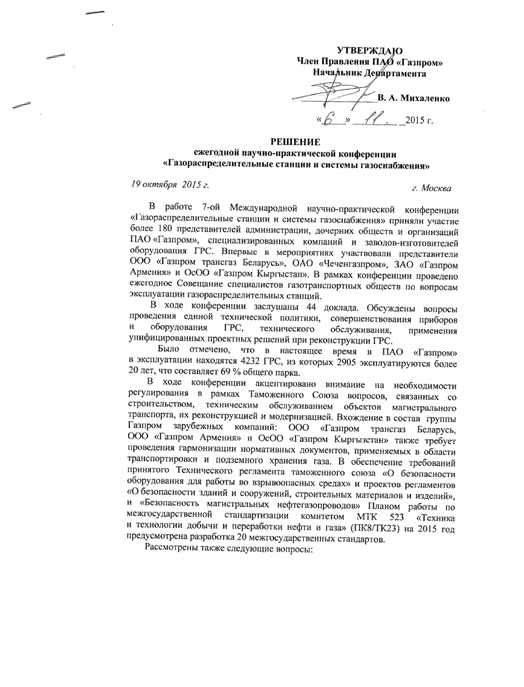 УТВЕРЖДАЮ
Член Правления ПАО «Газпром»
Начальник Департамента
В. А. Михаленко
« 6 » 11. 2015 г.
РЕШЕНИЕ
ежегодной научно-практической конференции
«Газораспределительные станции и системы газоснабжения»
19 октября 2015 г.
г. Москва
В работе 7-ой Международной научно-практической конференции
«Газораспределительные станции и системы газоснабжения» приняли участие
более 180 представителей администрации, дочерних обществ и организаций
ПАО «Газпром», специализированных компаний и заводов-изготовителей
оборудования ГРС. Впервые в мероприятиях участвовали представители
ООО «Газпром трансгаз Беларусь», ОАО «Чеченгазпром», ЗАО «Газпром
Армения» и ОсОО «Газпром Кыргызстан». В рамках конференции проведено
ежегодное Совещание специалистов газотранспортных обществ по вопросам
эксплуатации газораспределительных станций.
В ходе конференции заслушаны 44 доклада. Обсуждены вопросы
проведения единой технической политики, совершенствования приборов
и оборудования ГРС, технического обслуживания, применения
унифицированных проектных решений при реконструкции ГРС.
Было отмечено, что в настоящее время в ПАО «Газпром»
в эксплуатации находятся 4232 ГРС, из которых 2905 эксплуатируются более
20 лет, что составляет 69 % общего парка.
В ходе конференции акцентировано внимание на необходимости
регулирования в рамках Таможенного Союза вопросов, связанных со
строительством, техническим обслуживанием объектов магистрального
транспорта, их реконструкцией и модернизацией. Вхождение в состав группы
Газпром зарубежных компаний: ООО «Газпром трансгаз Беларусь,
ООО «Газпром Армения» и ОсОО «Газпром Кыргызстан» также требует
проведения гармонизации нормативных документов, применяемых в области
транспортировки и подземного хранения газа. В обеспечение требований
принятого Технического регламента таможенного союза «О безопасности
оборудования для работы во взрывоопасных средах» и проектов регламентов
«О безопасности зданий и сооружений, строительных материалов и изделий»,
и «Безопасность магистральных нефтегазопроводов» Планом работы по
межгосударственной стандартизации комитетом МТК 523 «Техника
и технологии добычи и переработки нефти и газа» (ПК8/ТК23) на 2015 год
предусмотрена разработка 20 межгосударственных стандартов.
Рассмотрены также следующие вопросы: